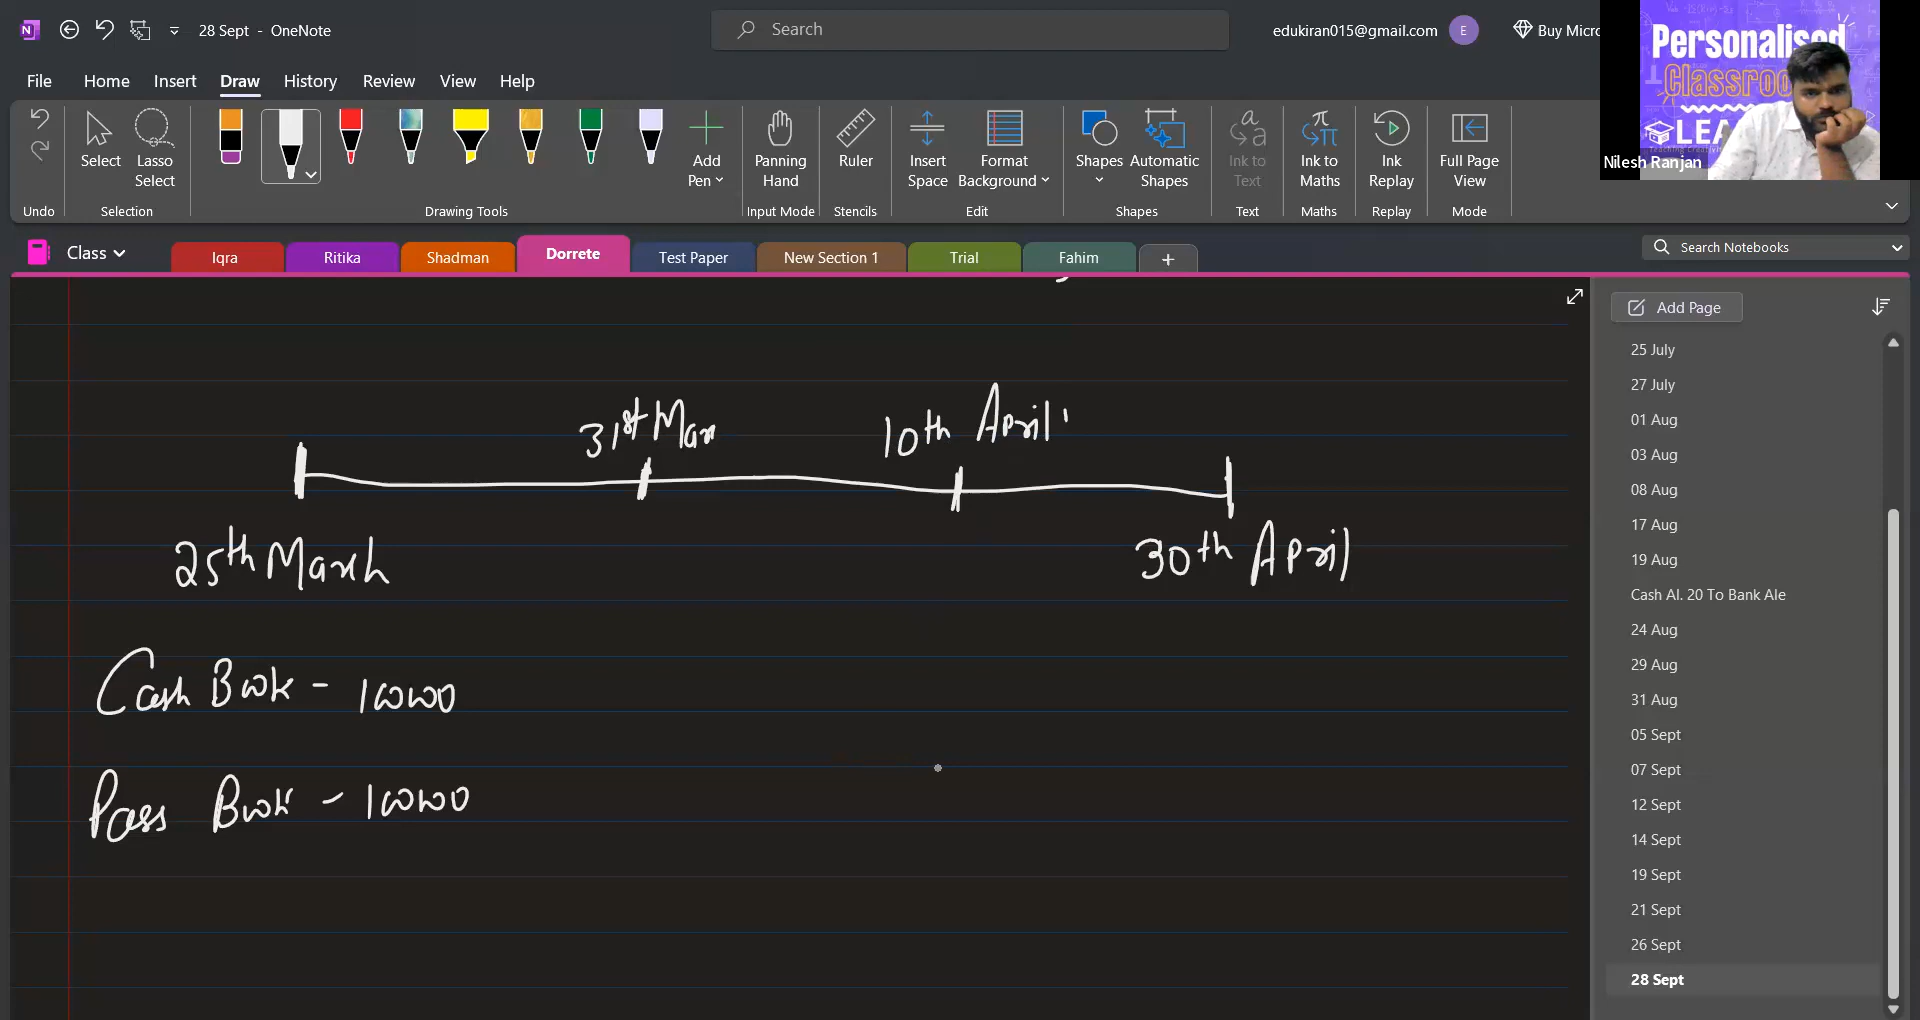 28 Sept - OneNote
Search
edukiran015@gmail.com
E
Buy Micro
File
Home
Insert
Draw
History
Review
View
Help
Select
Lasso Select
Add Pen
Panning Hand
Ruler
Insert Space
Format Background
Shapes
Automatic Shapes
Ink to Text
Ink to Maths
Ink Replay
Full Page View
Undo
Selection
Drawing Tools
Input Mode
Stencils
Edit
Shapes
Text
Maths
Replay
Mode
Personalised
Classroo
LEA
Nilesh Ranjan
Class
Iqra
Ritika
Shadman
Dorrete
Test Paper
New Section 1
Trial
Fahim
Search Notebooks
31st Mar
10th April
25th March
30th April
Cash Book - 10000
Pass Book - 10000
Add Page
25 July
27 July
01 Aug
03 Aug
08 Aug
17 Aug
19 Aug
Cash Al. 20 To Bank Ale
24 Aug
29 Aug
31 Aug
05 Sept
07 Sept
12 Sept
14 Sept
19 Sept
21 Sept
26 Sept
28 Sept